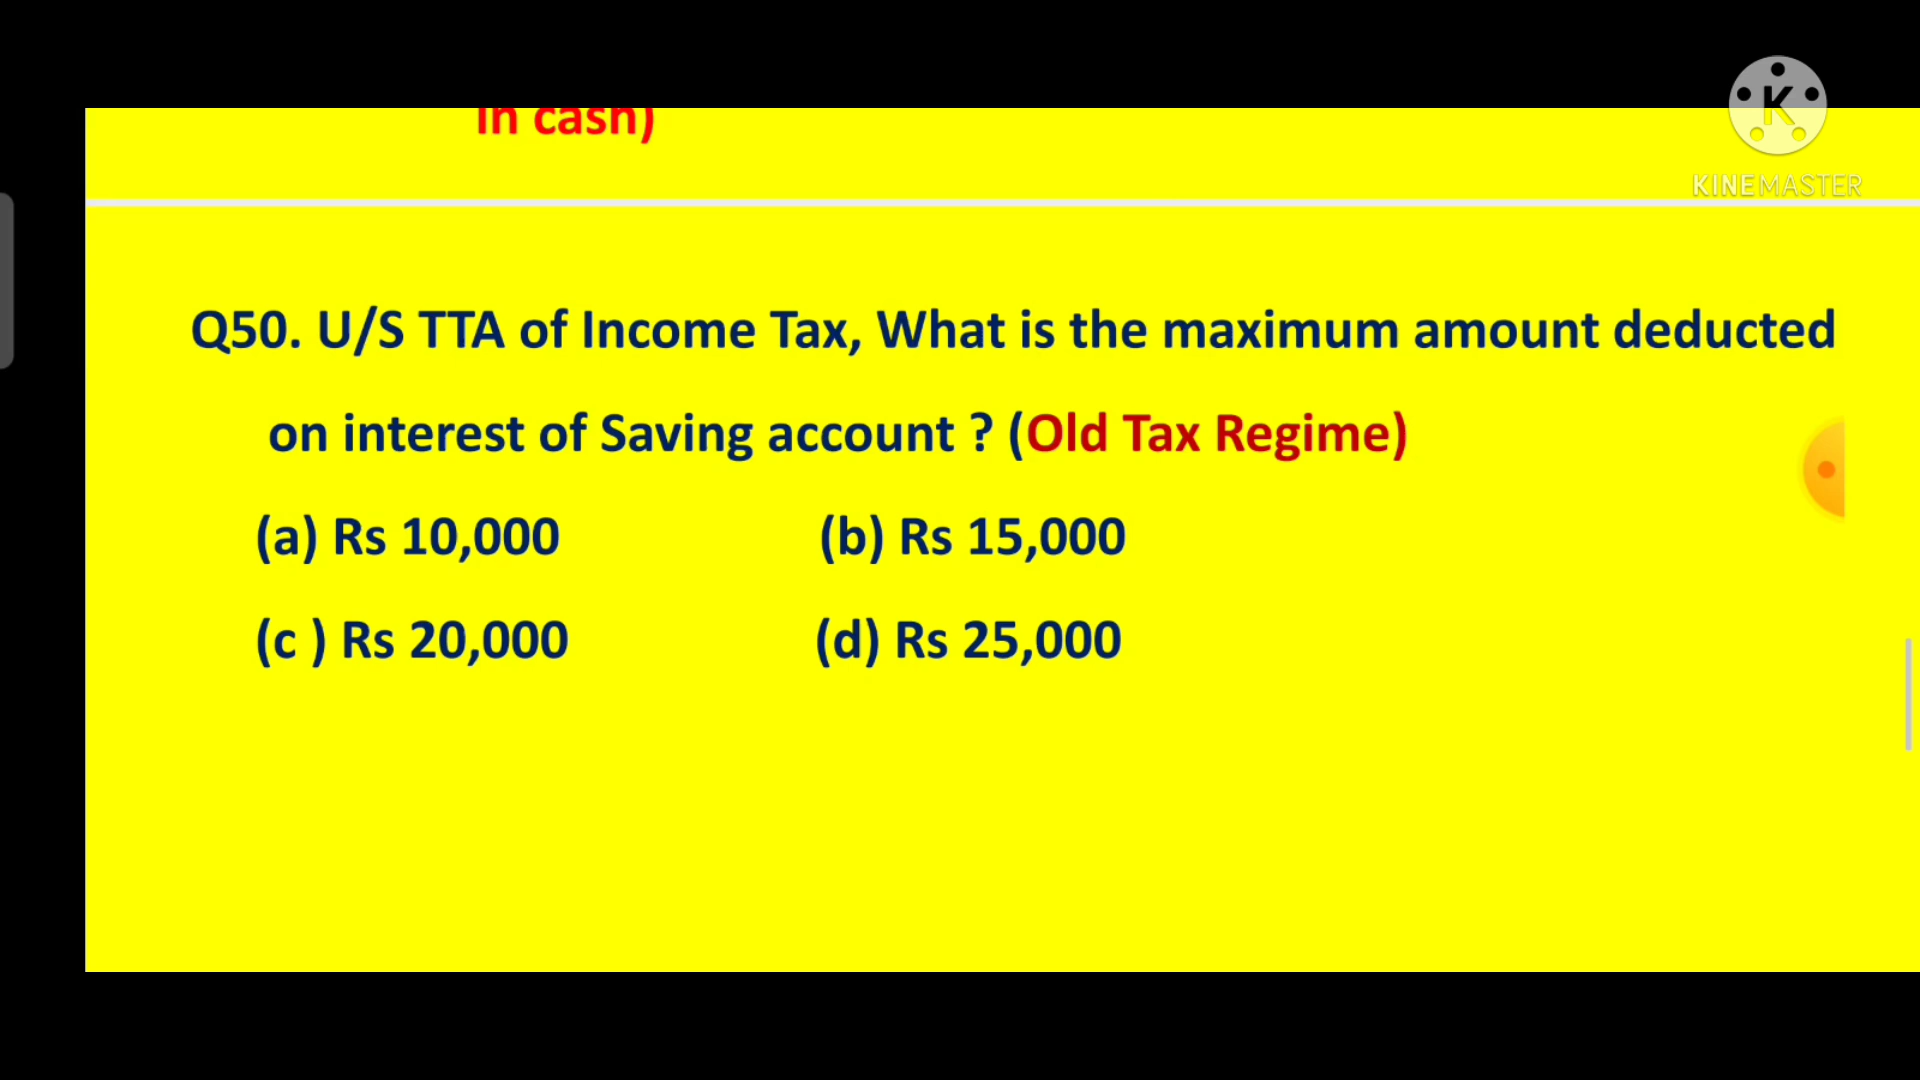 in cash)
K
KINEMASTER
Q50. U/S TTA of Income Tax, What is the maximum amount deducted
on interest of Saving account ? (Old Tax Regime)
(a) Rs 10,000 (b) Rs 15,000
(c ) Rs 20,000 (d) Rs 25,000